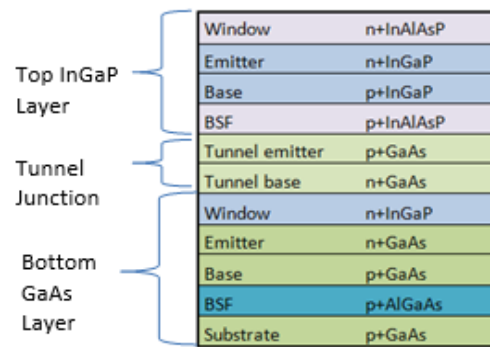 Top InGaP
Layer
Tunnel
Junction
Bottom
GaAs
Layer
Window n+InAlAsP
Emitter n+InGaP
Base p+InGaP
BSF p+InAlAsP
Tunnel emitter p+GaAs
Tunnel base n+GaAs
Window n+InGaP
Emitter n+GaAs
Base p+GaAs
BSF p+AlGaAs
Substrate p+GaAs